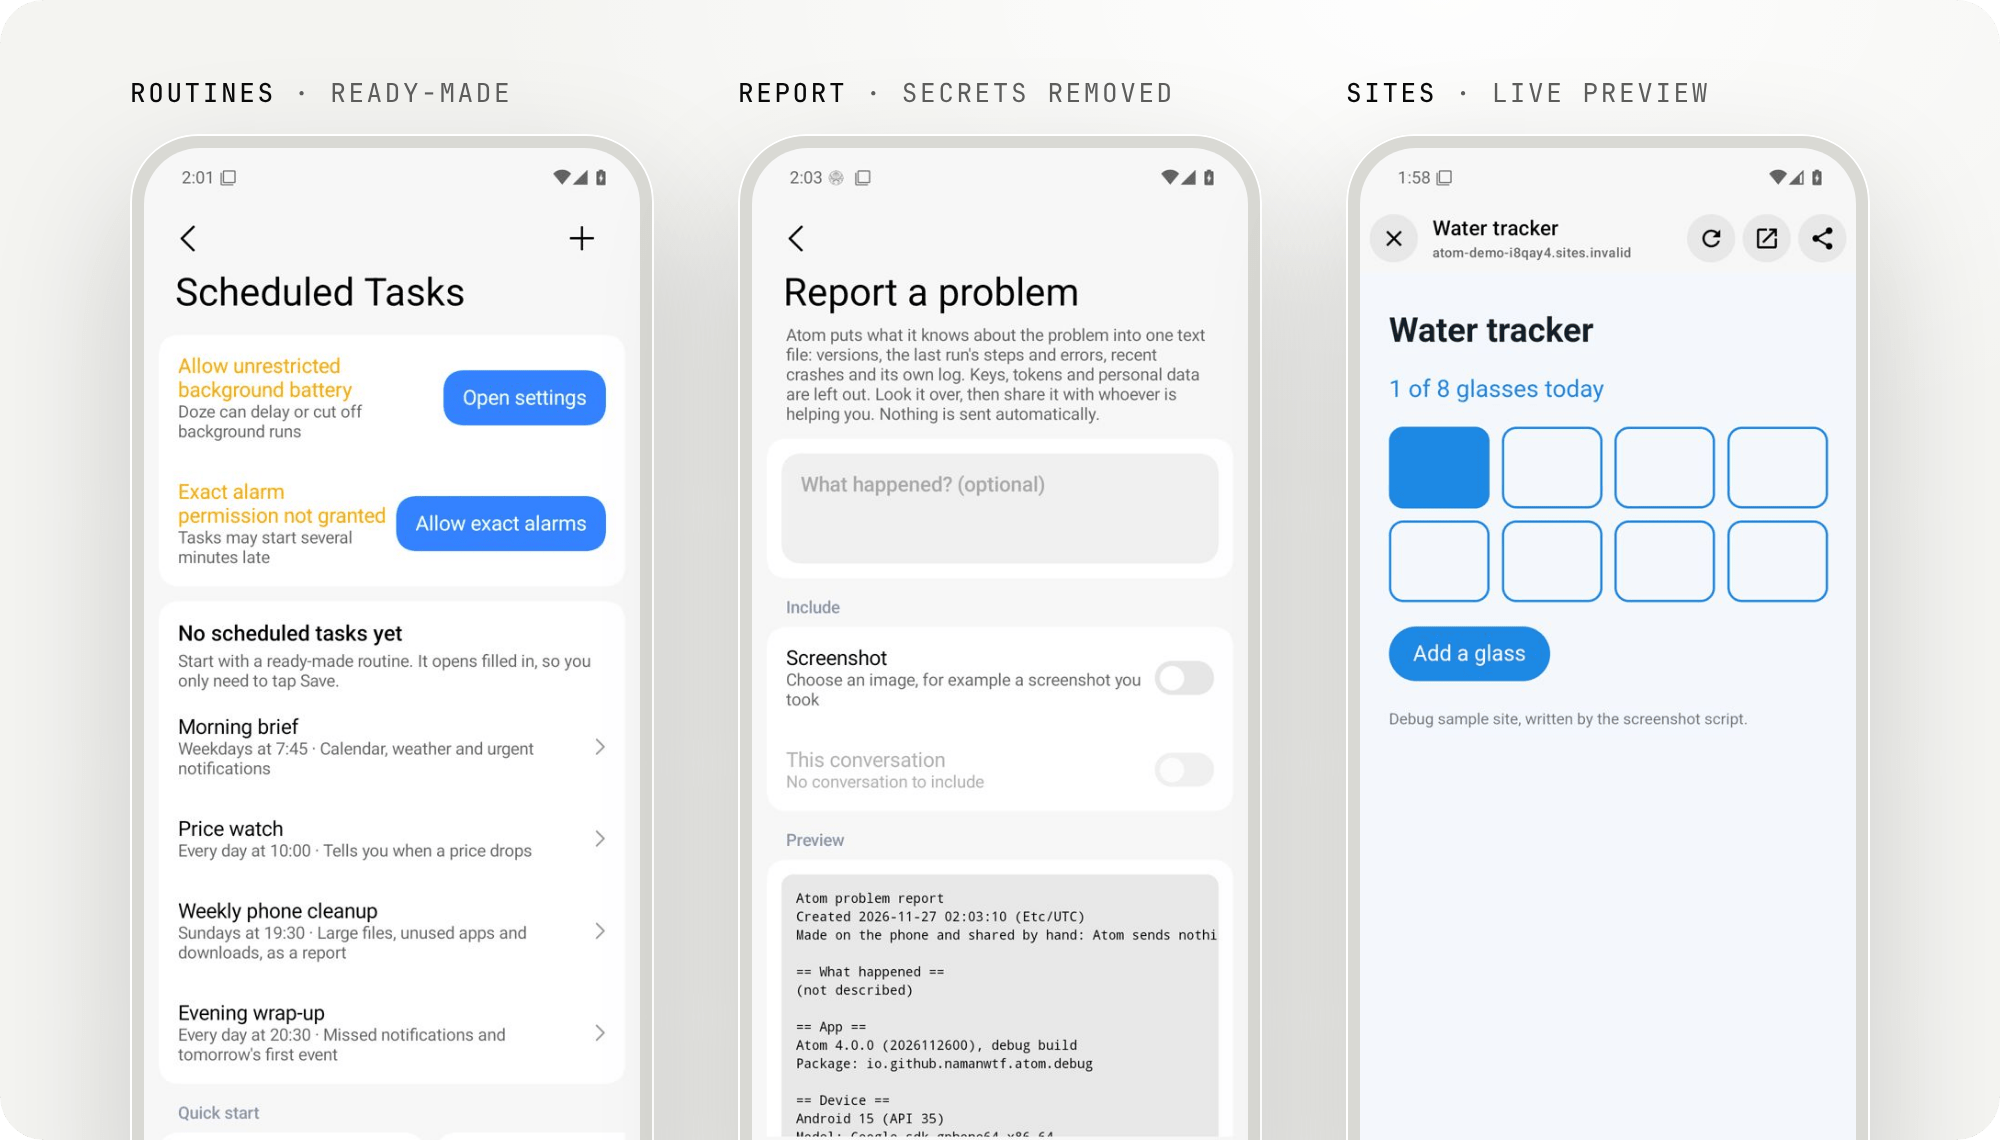 ROUTINES · READY-MADE
2:01
Scheduled Tasks
Allow unrestricted
background battery
Doze can delay or cut off
background runs
Open settings
Exact alarm
permission not granted
Tasks may start several
minutes late
Allow exact alarms
No scheduled tasks yet
Start with a ready-made routine. It opens filled in, so you
only need to tap Save.
Morning brief
Weekdays at 7:45 · Calendar, weather and urgent
notifications
Price watch
Every day at 10:00 · Tells you when a price drops
Weekly phone cleanup
Sundays at 19:30 · Large files, unused apps and
downloads, as a report
Evening wrap-up
Every day at 20:30 · Missed notifications and
tomorrow's first event
Quick start
REPORT · SECRETS REMOVED
2:03
Report a problem
Atom puts what it knows about the problem into one text
file: versions, the last run's steps and errors, recent
crashes and its own log. Keys, tokens and personal data
are left out. Look it over, then share it with whoever is
helping you. Nothing is sent automatically.
What happened? (optional)
Include
Screenshot
Choose an image, for example a screenshot you
took
This conversation
No conversation to include
Preview
Atom problem report
Created 2026-11-27 02:03:10 (Etc/UTC)
Made on the phone and shared by hand: Atom sends nothi
== What happened ==
(not described)
== App ==
Atom 4.0.0 (2026112600), debug build
Package: io.github.namanwtf.atom.debug
== Device ==
Android 15 (API 35)
Model: Google sdk_gphone64_x86_64
SITES · LIVE PREVIEW
1:58
Water tracker
atom-demo-i8qay4.sites.invalid
Water tracker
1 of 8 glasses today
Add a glass
Debug sample site, written by the screenshot script.